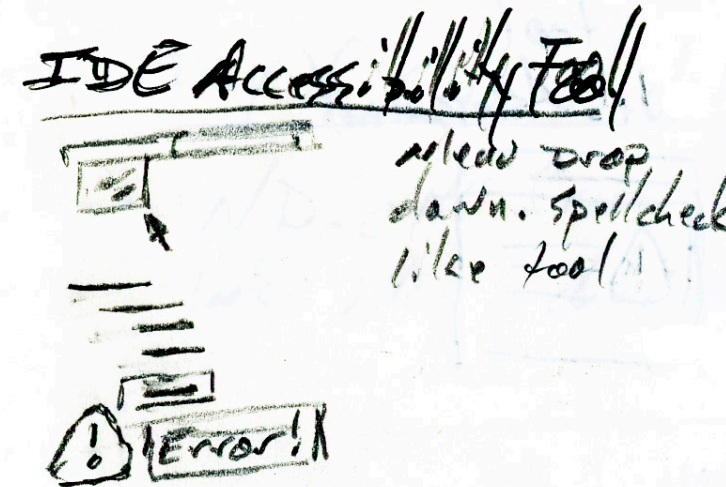 IDE Accessibility Tool
Menu Drop
down. Spellcheck
like tool
!
Error!